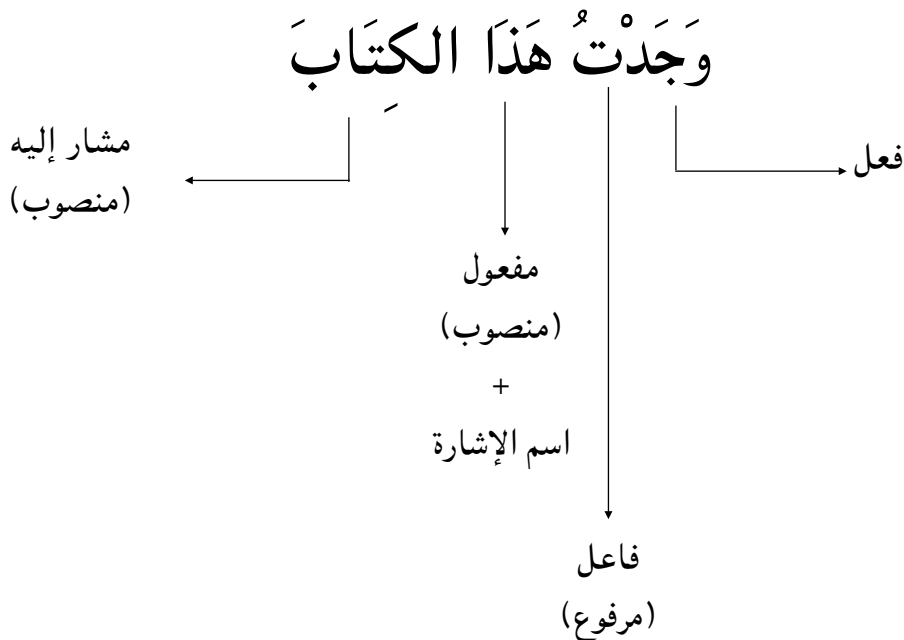 وَجَدْتُ هَذَا الكِتَابَ
فعل
مشار إليه
(منصوب)
مفعول
(منصوب)
+
اسم الإشارة
فاعل
(مرفوع)